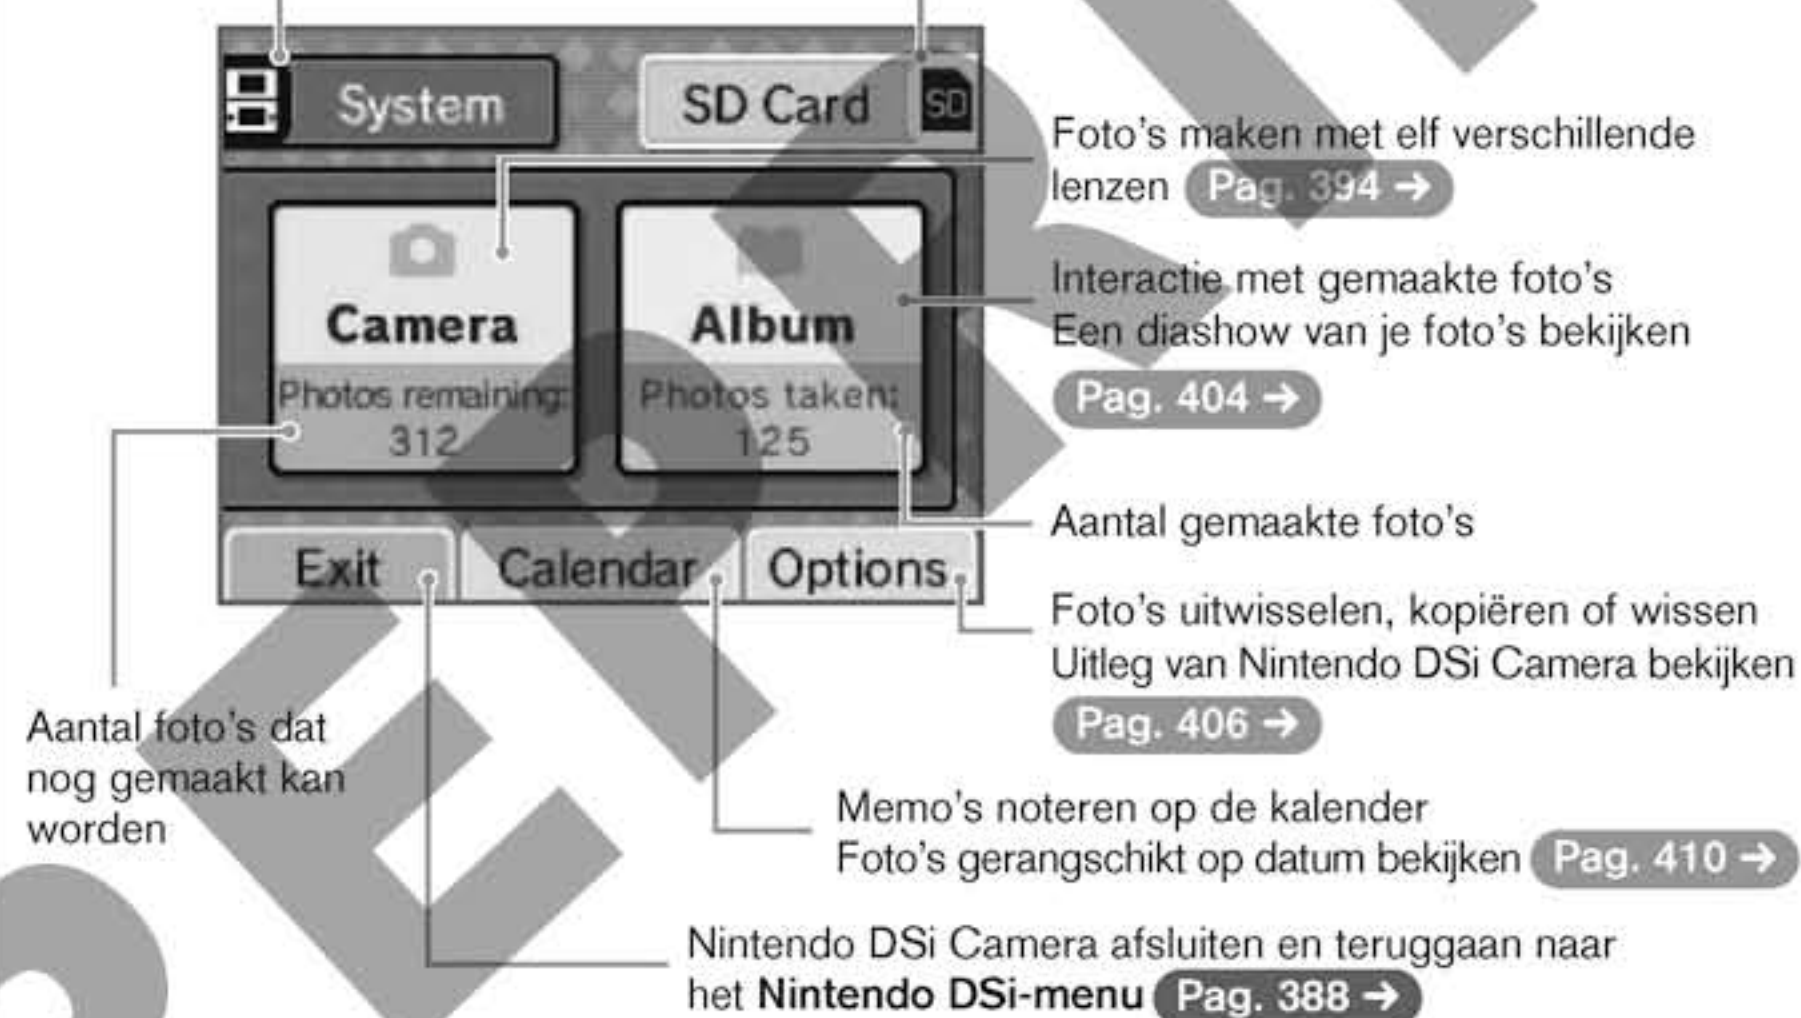 System
SD Card
SD
Foto's maken met elf verschillende
lenzen Pag. 394 →
Camera
Album
Interactie met gemaakte foto's
Een diashow van je foto's bekijken
Pag. 404 →
Photos remaining:
312
Photos taken:
125
Aantal gemaakte foto's
Exit
Calendar
Options
Foto's uitwisselen, kopiëren of wissen
Uitleg van Nintendo DSi Camera bekijken
Pag. 406 →
Aantal foto's dat
nog gemaakt kan
worden
Memo's noteren op de kalender
Foto's gerangschikt op datum bekijken Pag. 410 →
Nintendo DSi Camera afsluiten en teruggaan naar
het Nintendo DSi-menu Pag. 388 →